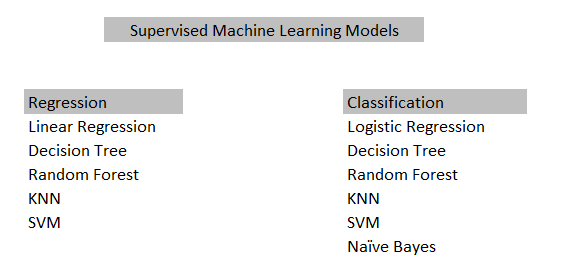 Supervised Machine Learning Models
Regression
Linear Regression
Decision Tree
Random Forest
KNN
SVM
Classification
Logistic Regression
Decision Tree
Random Forest
KNN
SVM
Naïve Bayes